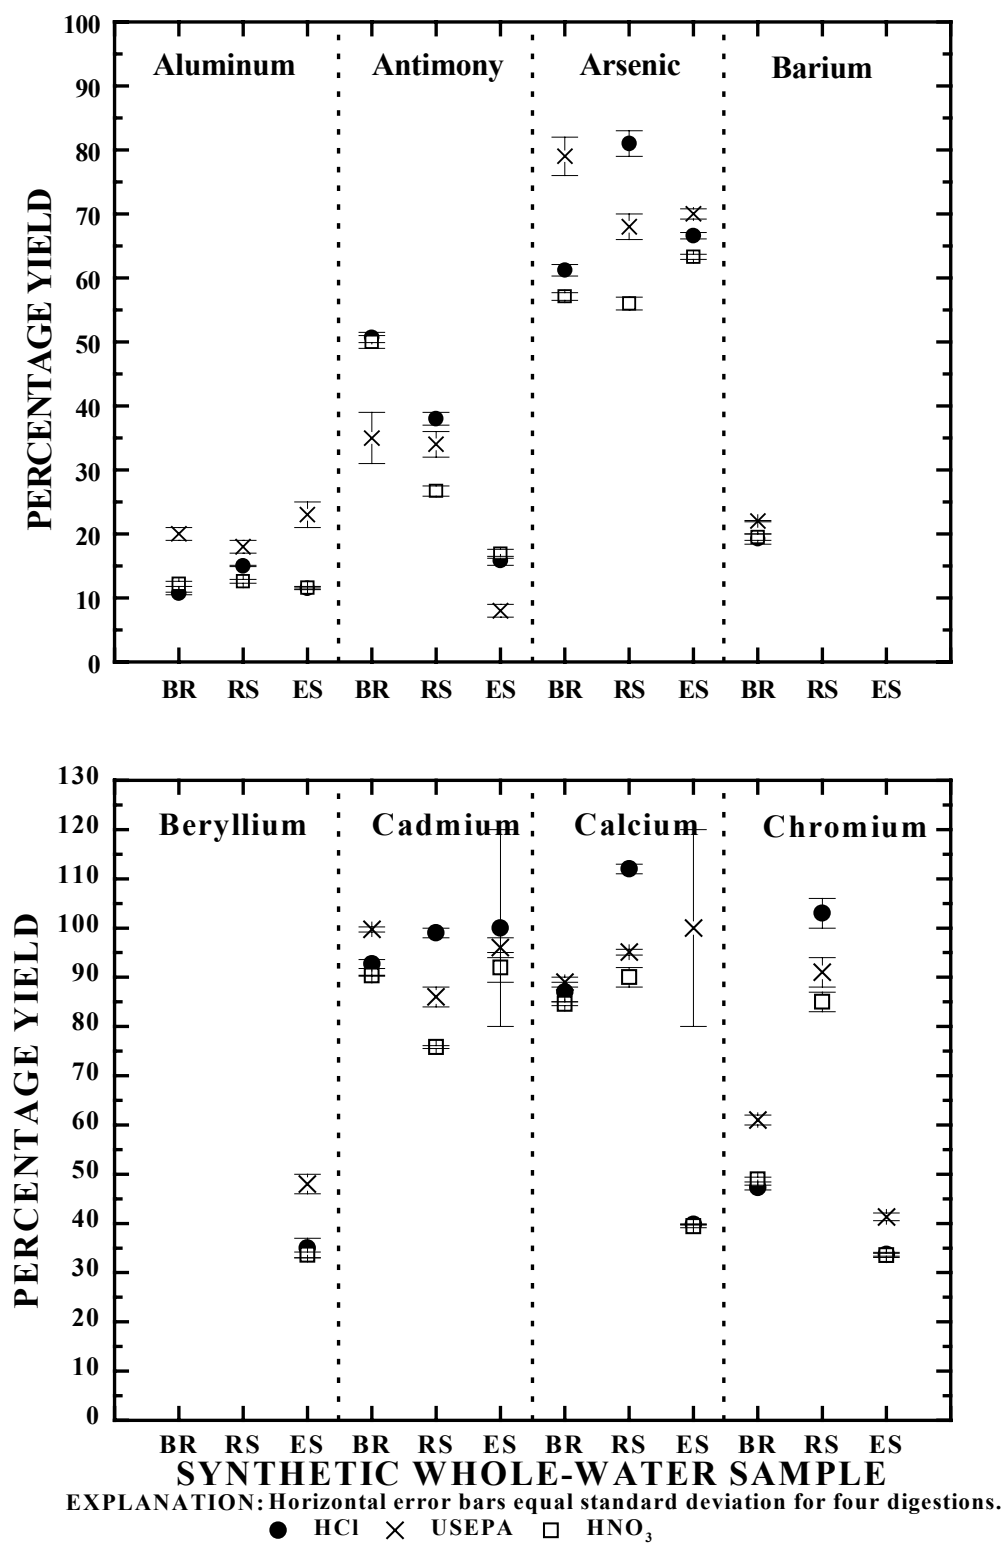 100
Aluminum Antimony Arsenic Barium
90
80
70
60
50
40
30
20
10
0
PERCENTAGE YIELD
BR RS ES BR RS ES BR RS ES BR RS ES
130
Beryllium Cadmium Calcium Chromium
120
110
100
90
80
70
60
50
40
30
20
10
0
PERCENTAGE YIELD
BR RS ES BR RS ES BR RS ES BR RS ES
SYNTHETIC WHOLE-WATER SAMPLE
EXPLANATION: Horizontal error bars equal standard deviation for four digestions.
HCl USEPA HNO₃